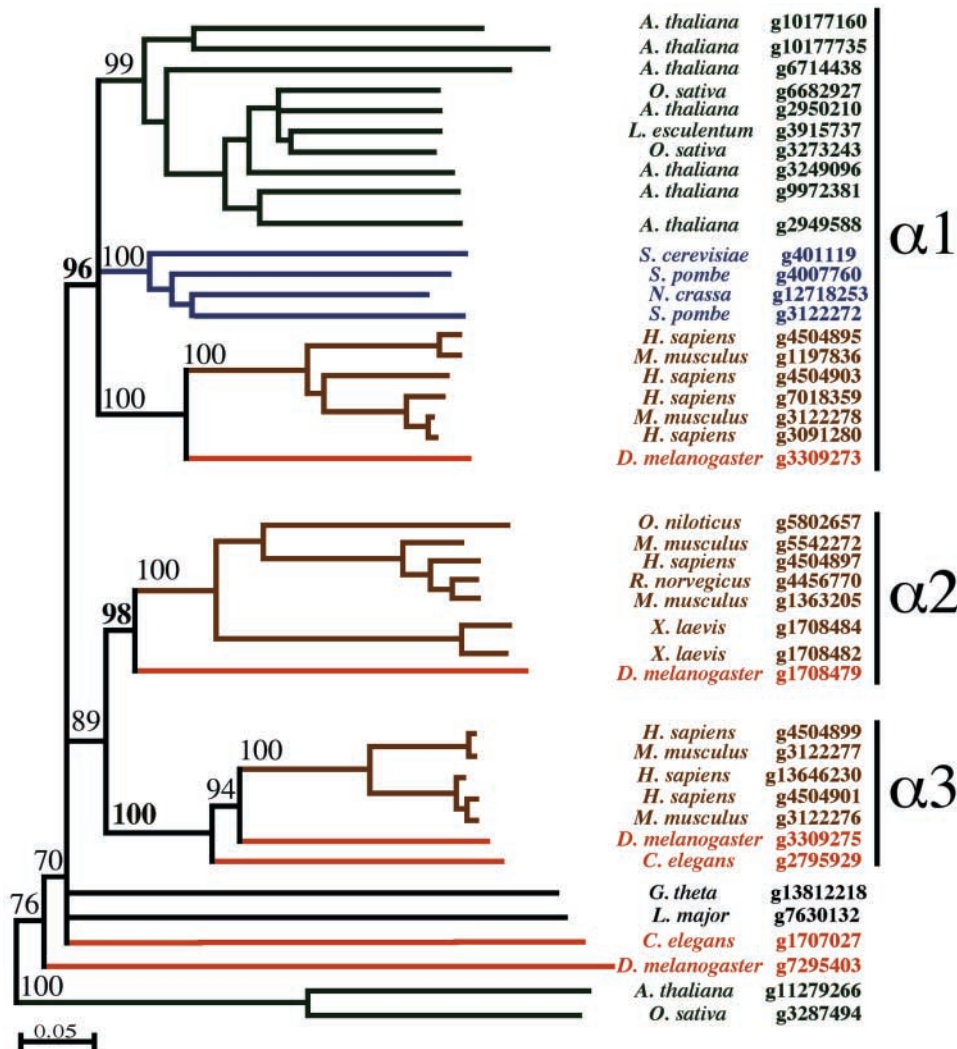 A. thaliana g10177160
99
A. thaliana g10177735
A. thaliana g6714438
O. sativa g6682927
A. thaliana g2950210
L. esculentum g3915737
O. sativa g3273243
A. thaliana g3249096
A. thaliana g9972381
A. thaliana g2949588
α1
100
S. cerevisiae g401119
96
S. pombe g4007760
N. crassa g12718253
S. pombe g3122272
H. sapiens g4504895
100
M. musculus g1197836
H. sapiens g4504903
100
H. sapiens g7018359
M. musculus g3122278
H. sapiens g3091280
D. melanogaster g3309273
O. niloticus g5802657
M. musculus g5542272
H. sapiens g4504897
100
R. norvegicus g4456770
M. musculus g1363205
α2
98
X. laevis g1708484
X. laevis g1708482
D. melanogaster g1708479
89
H. sapiens g4504899
100
M. musculus g3122277
H. sapiens g13646230
94
H. sapiens g4504901
α3
100
M. musculus g3122276
D. melanogaster g3309275
C. elegans g2795929
70
G. theta g13812218
76
L. major g7630132
C. elegans g1707027
D. melanogaster g7295403
100
A. thaliana g11279266
O. sativa g3287494
0.05